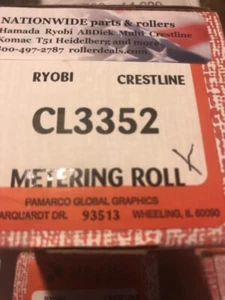 NATIONWIDE parts & rollers
Hamada Ryobi ABDick Multi Crestline
Komac T51 Heidelberg and more
800-497-2787 rollerdeals.com
RYOBI CRESTLINE
CL3352
METERING ROLL
PAMARCO GLOBAL GRAPHICS
ARQUARDT DR. 93513 WHEELING, IL 60090